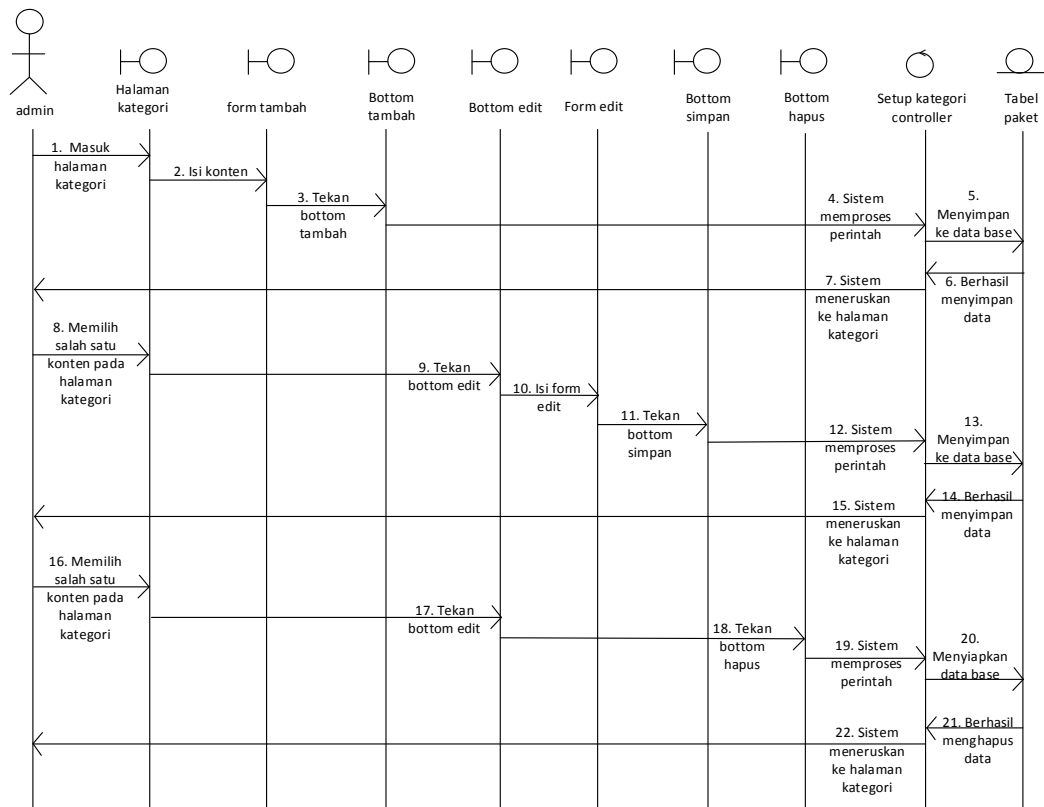 admin
Halaman
kategori
form tambah
Bottom
tambah
Bottom edit
Form edit
Bottom
simpan
Bottom
hapus
Setup kategori
controller
Tabel
paket
1. Masuk
halaman
kategori
2. Isi konten
3. Tekan
bottom
tambah
4. Sistem
memproses
perintah
5.
Menyimpan
ke data base
6. Berhasil
menyimpan
data
7. Sistem
meneruskan
ke halaman
kategori
8. Memilih
salah satu
konten pada
halaman
kategori
9. Tekan
bottom edit
10. Isi form
edit
11. Tekan
bottom
simpan
12. Sistem
memproses
perintah
13.
Menyimpan
ke data base
14. Berhasil
menyimpan
data
15. Sistem
meneruskan
ke halaman
kategori
16. Memilih
salah satu
konten pada
halaman
kategori
17. Tekan
bottom edit
18. Tekan
bottom
hapus
19. Sistem
memproses
perintah
20.
Menyiapkan
data base
21. Berhasil
menghapus
data
22. Sistem
meneruskan
ke halaman
kategori